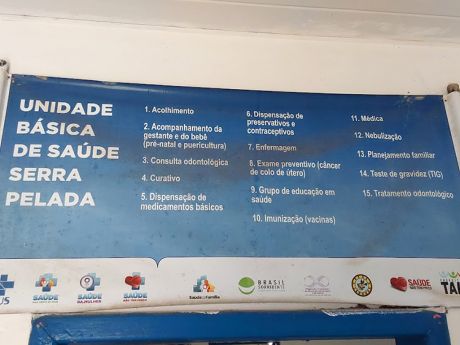 UNIDADE
BÁSICA
DE SAÚDE
SERRA
PELADA
1. Acolhimento
2. Acompanhamento da
gestante e do bebê
(pré-natal e puericultura)
3. Consulta odontológica
4. Curativo
5. Dispensação de
medicamentos básicos
6. Dispensação de
preservativos e
contraceptivos
7. Enfermagem
8. Exame preventivo (câncer
de colo de útero)
9. Grupo de educação em
saúde
10. Imunização (vacinas)
11. Médica
12. Nebulização
13. Planejamento familiar
14. Teste de gravidez (TIG)
15. Tratamento odontológico
US
SAÚDE
SAÚDE
SAÚDE
Saúde da Família
BRASIL
SORRIDENTE
SAÚDE
TAI